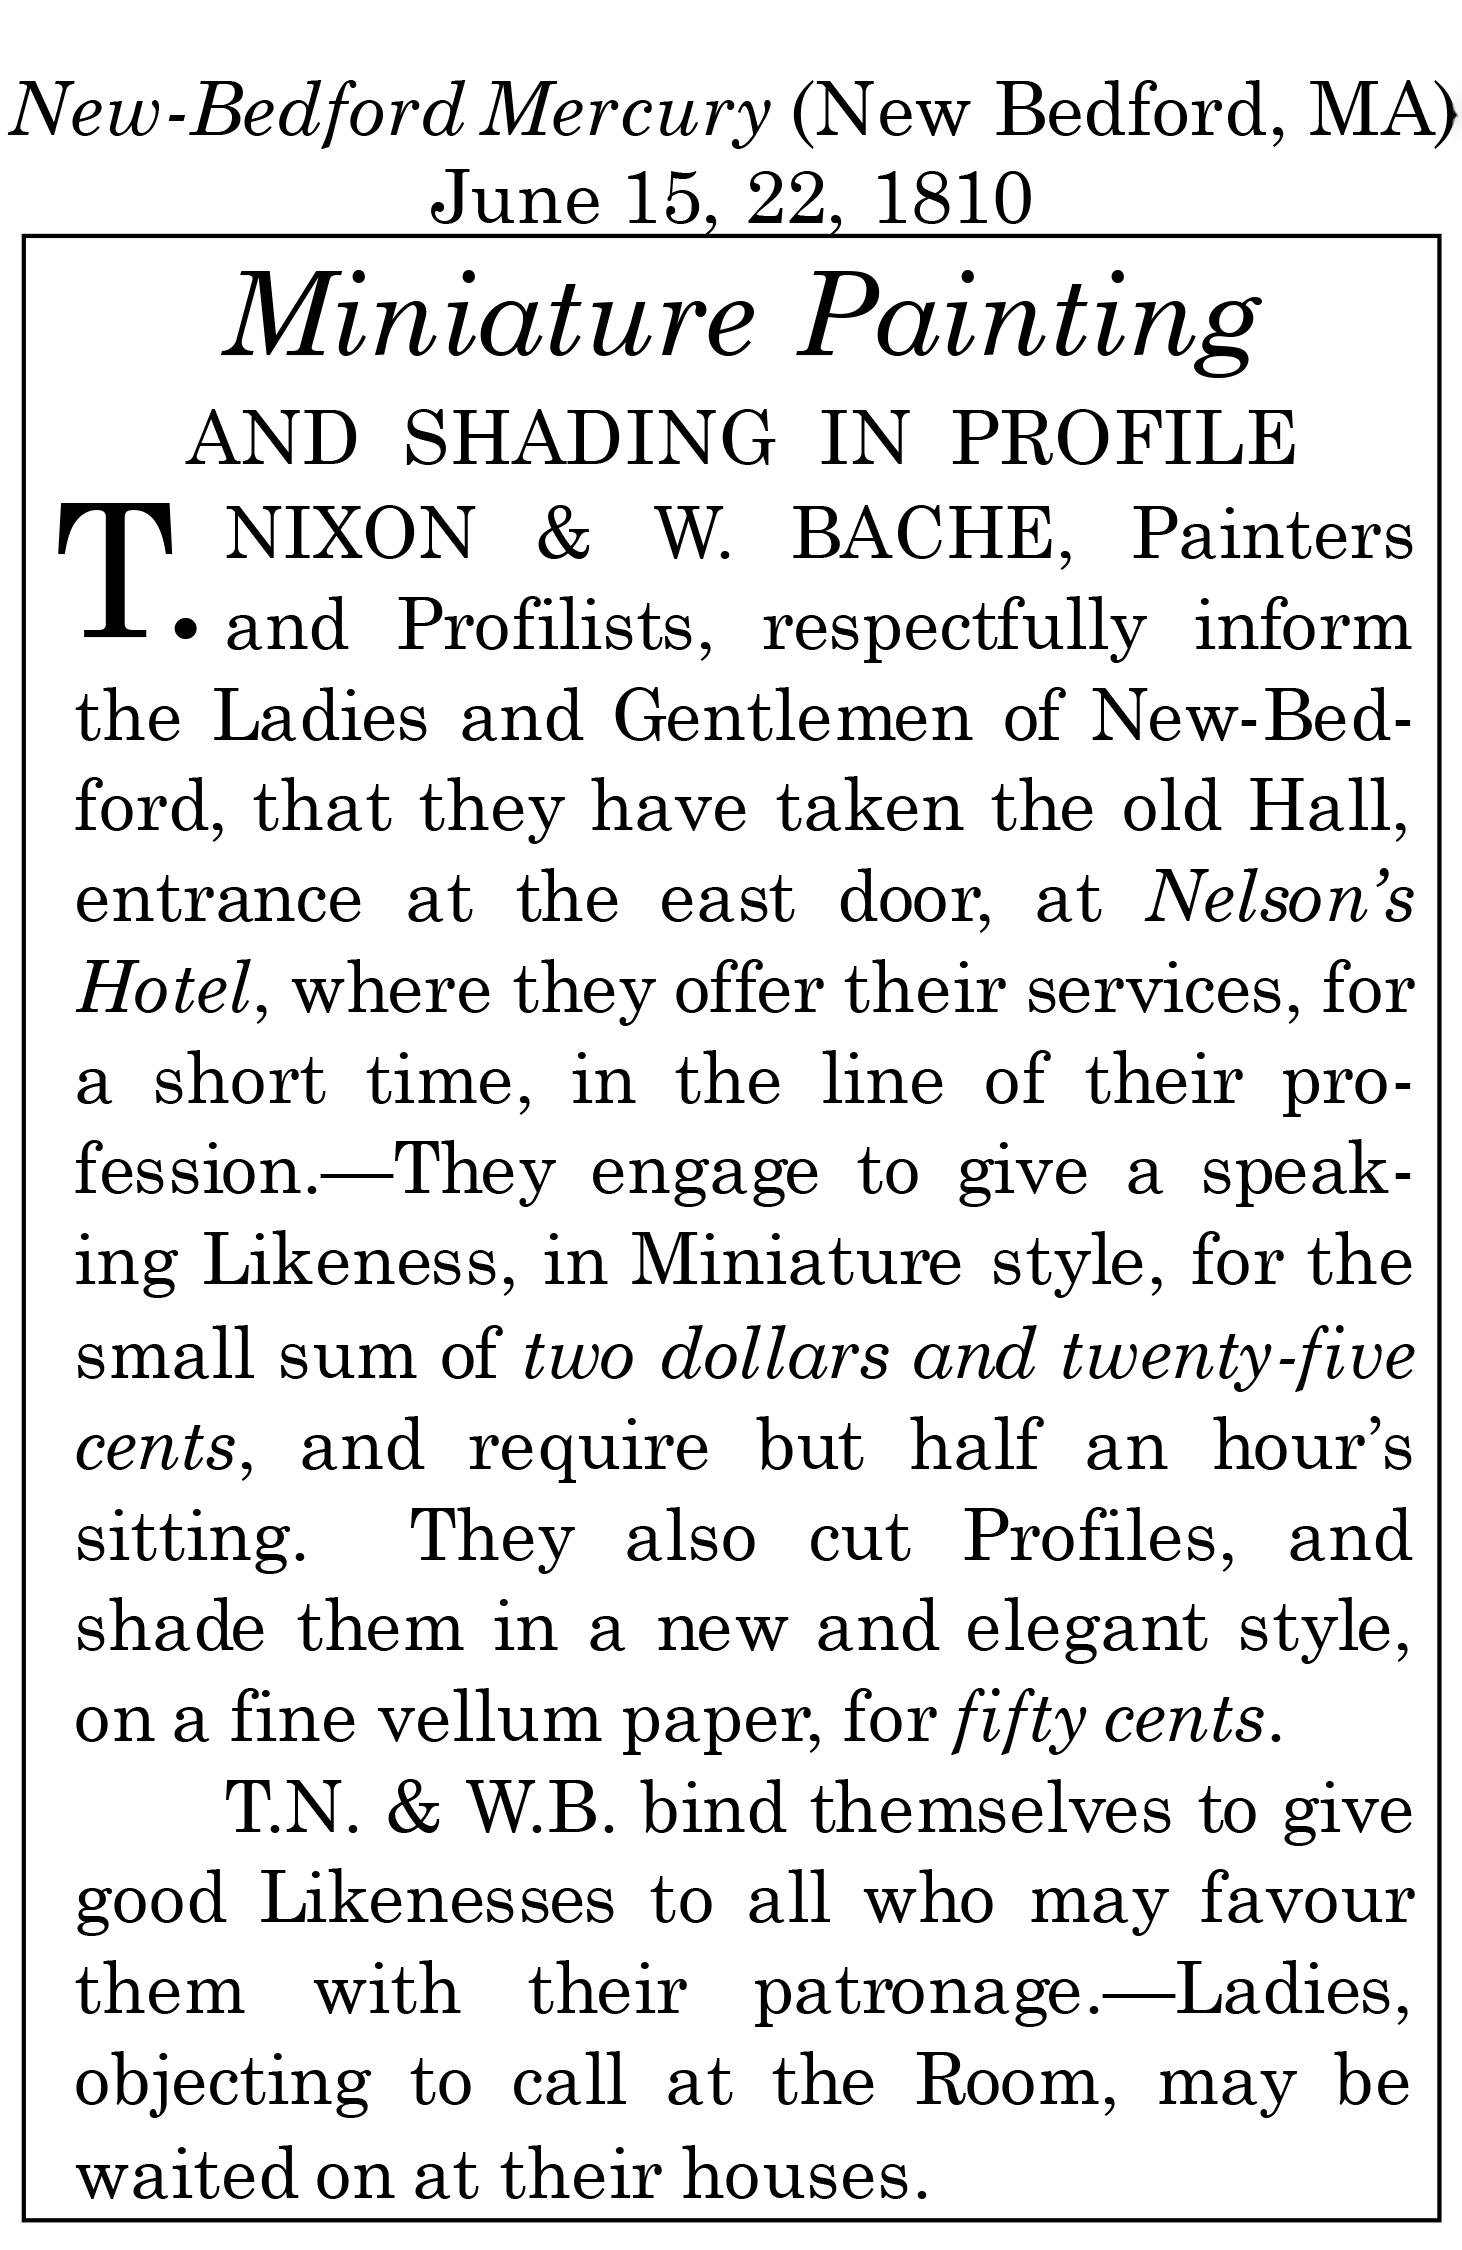 New-Bedford Mercury (New Bedford, MA)
June 15, 22, 1810
Miniature Painting
AND SHADING IN PROFILE
T. NIXON & W. BACHE, Painters
and Profilists, respectfully inform
the Ladies and Gentlemen of New-Bed-
ford, that they have taken the old Hall,
entrance at the east door, at Nelson’s
Hotel, where they offer their services, for
a short time, in the line of their pro-
fession.—They engage to give a speak-
ing Likeness, in Miniature style, for the
small sum of two dollars and twenty-five
cents, and require but half an hour’s
sitting. They also cut Profiles, and
shade them in a new and elegant style,
on a fine vellum paper, for fifty cents.
T.N. & W.B. bind themselves to give
good Likenesses to all who may favour
them with their patronage.—Ladies,
objecting to call at the Room, may be
waited on at their houses.